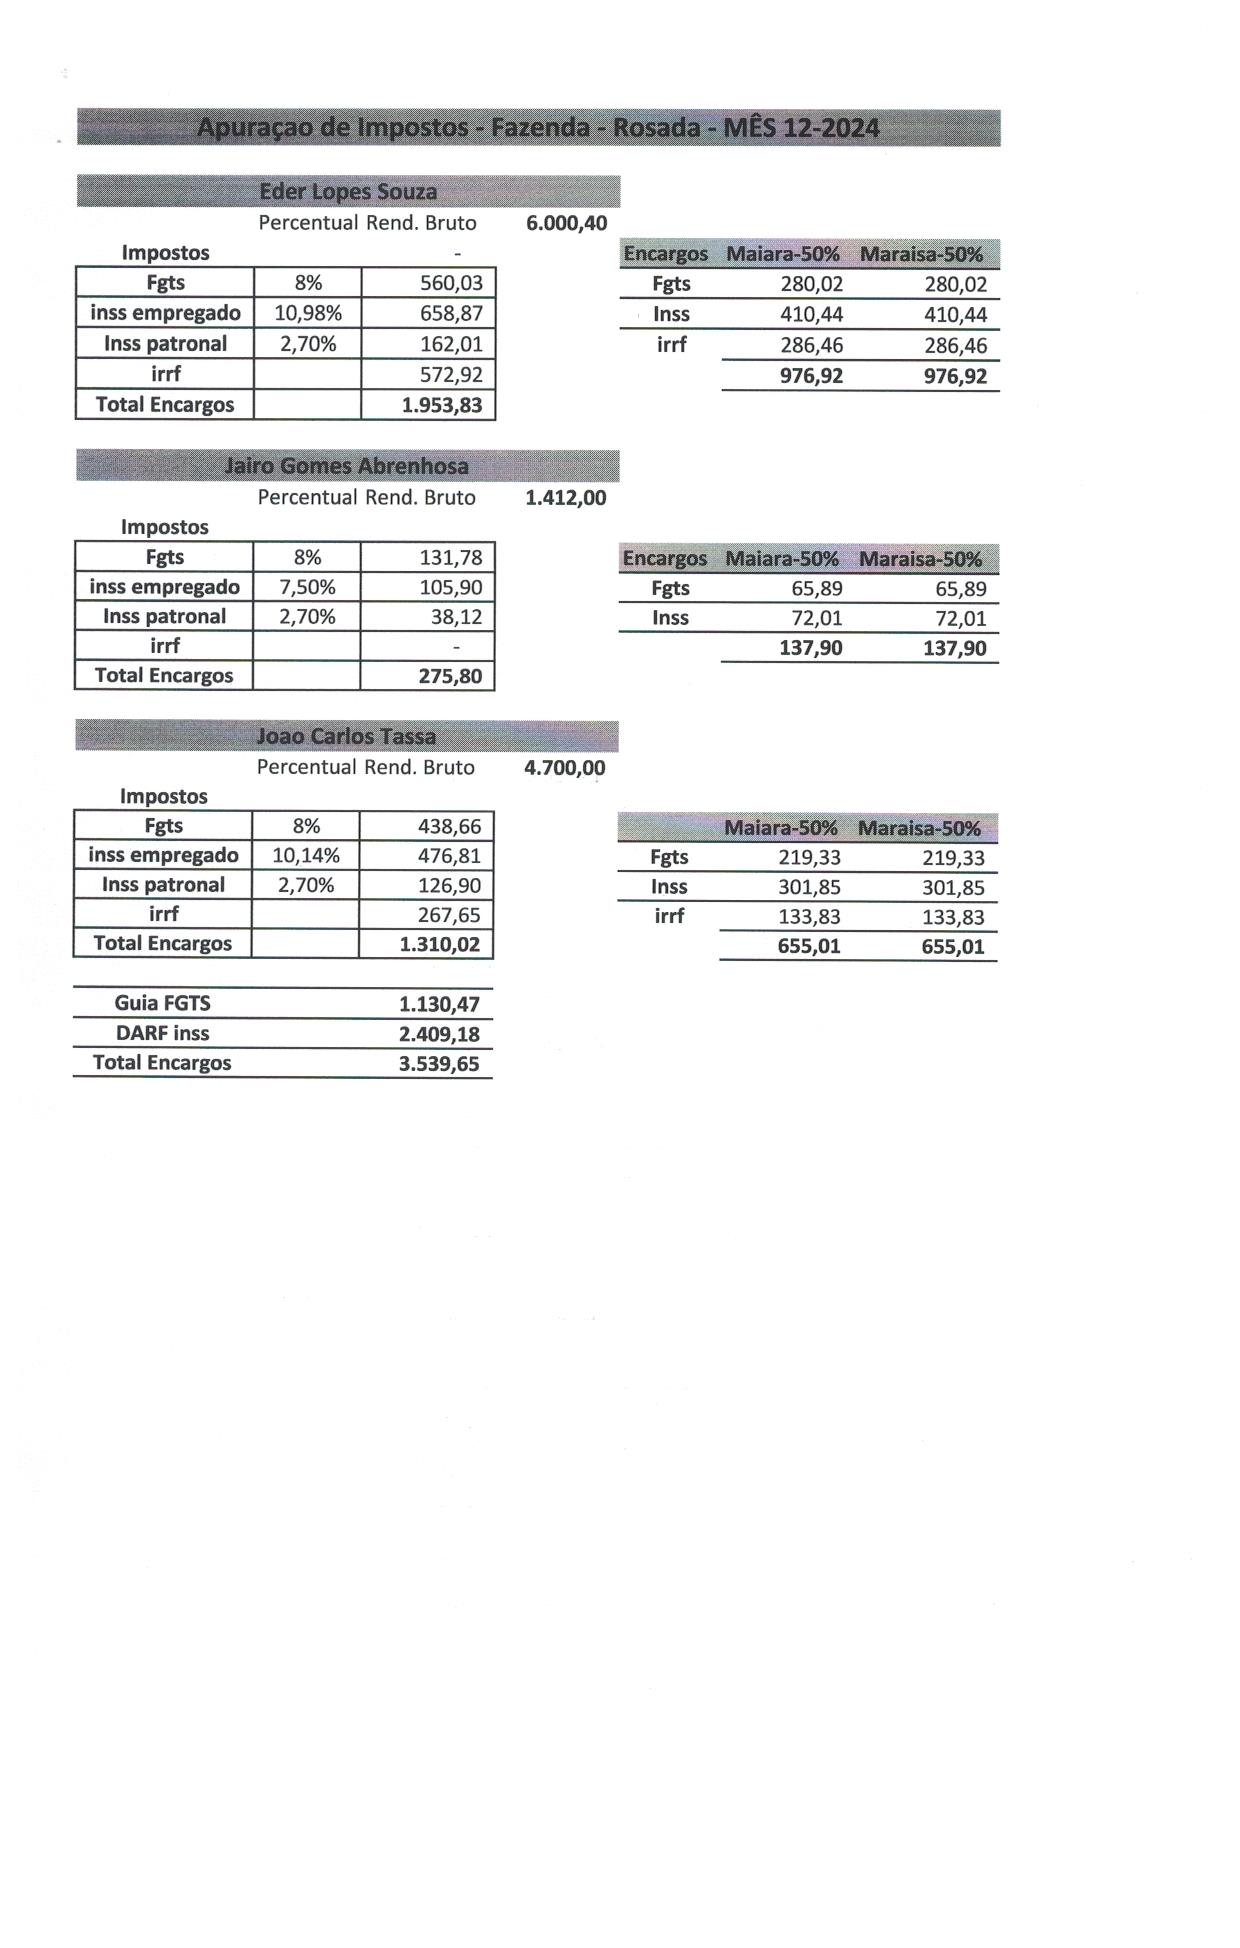 Apuraçao de Impostos - Fazenda - Rosada - MÊS 12-2024
Eder Lopes Souza
Percentual Rend. Bruto 6.000,40
Impostos -
Fgts 8% 560,03
inss empregado 10,98% 658,87
Inss patronal 2,70% 162,01
irrf 572,92
Total Encargos 1.953,83
Encargos Maiara-50% Maraisa-50%
Fgts 280,02 280,02
Inss 410,44 410,44
irrf 286,46 286,46
976,92 976,92
Jairo Gomes Abrenhosa
Percentual Rend. Bruto 1.412,00
Impostos
Fgts 8% 131,78
inss empregado 7,50% 105,90
Inss patronal 2,70% 38,12
irrf -
Total Encargos 275,80
Encargos Maiara-50% Maraisa-50%
Fgts 65,89 65,89
Inss 72,01 72,01
137,90 137,90
Joao Carlos Tassa
Percentual Rend. Bruto 4.700,00
Impostos
Fgts 8% 438,66
inss empregado 10,14% 476,81
Inss patronal 2,70% 126,90
irrf 267,65
Total Encargos 1.310,02
Maiara-50% Maraisa-50%
Fgts 219,33 219,33
Inss 301,85 301,85
irrf 133,83 133,83
655,01 655,01
Guia FGTS 1.130,47
DARF inss 2.409,18
Total Encargos 3.539,65